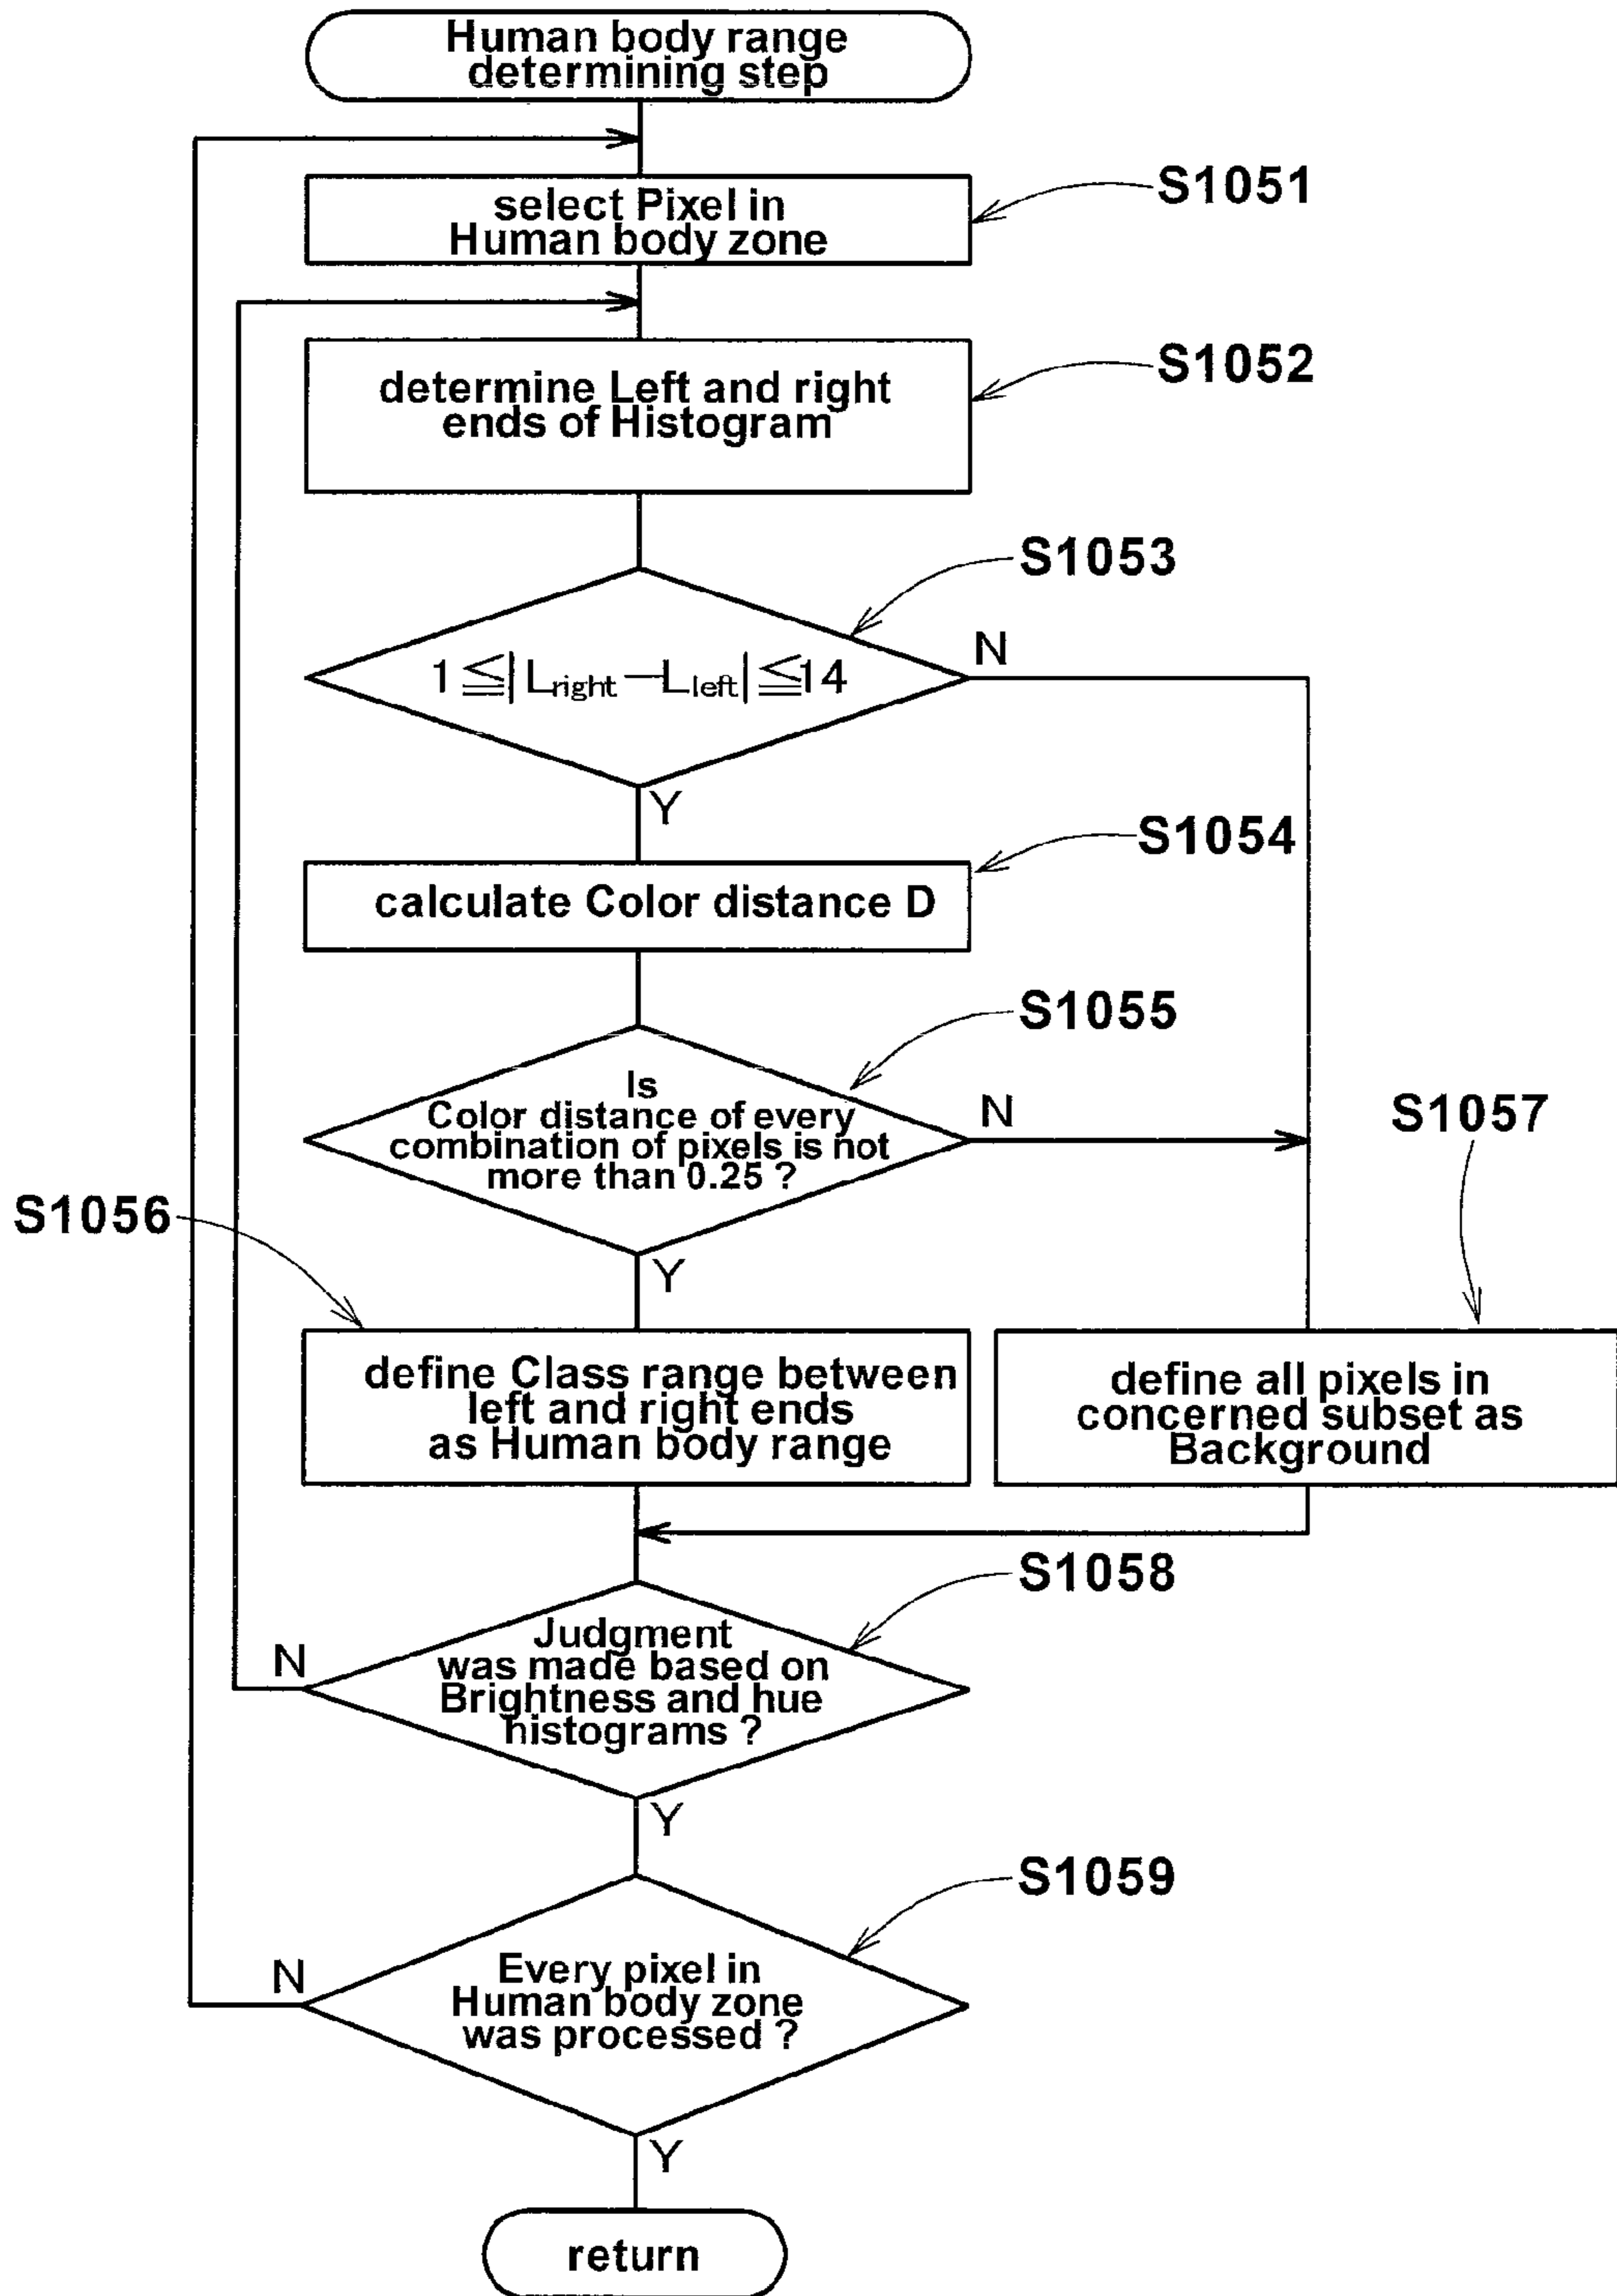 Human body range
determining step
select Pixel in
Human body zone
S1051
determine Left and right
ends of Histogram
S1052
1≦|Lright−Lleft|≦14
S1053
N
Y
calculate Color distance D
S1054
Is
Color distance of every
combination of pixels is not
more than 0.25 ?
S1055
N
Y
S1056
define Class range between
left and right ends
as Human body range
S1057
define all pixels in
concerned subset as
Background
S1058
Judgment
was made based on
Brightness and hue
histograms ?
N
Y
S1059
Every pixel in
Human body zone
was processed ?
N
Y
return